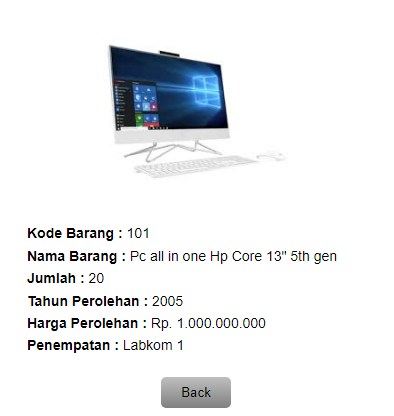 Kode Barang : 101
Nama Barang : Pc all in one Hp Core 13" 5th gen
Jumlah : 20
Tahun Perolehan : 2005
Harga Perolehan : Rp. 1.000.000.000
Penempatan : Labkom 1
Back